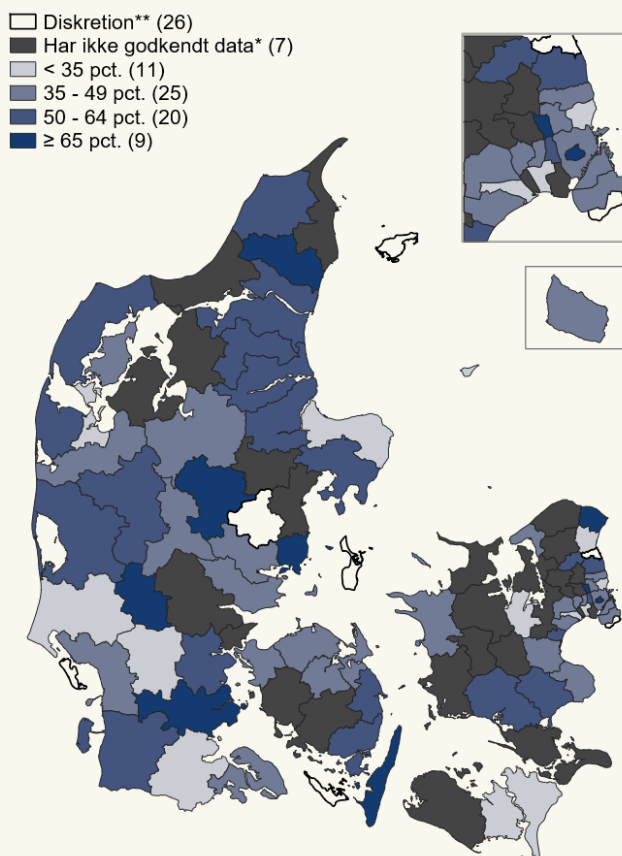 Diskretion** (26)
Har ikke godkendt data* (7)
< 35 pct. (11)
35 - 49 pct. (25)
50 - 64 pct. (20)
≥ 65 pct. (9)